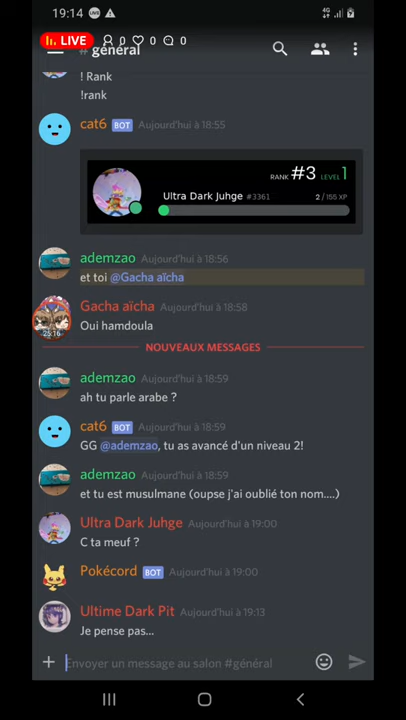 19:14 LIVE 4G
LIVE 0 0 0
# général
! Rank
!rank
cat6 BOT Aujourd'hui à 18:55
RANK #3 LEVEL 1
Ultra Dark Juhge #3361 2 / 155 XP
ademzao Aujourd'hui à 18:56
et toi @Gacha aïcha
Gacha aïcha Aujourd'hui à 18:58
25:16
Oui hamdoula
NOUVEAUX MESSAGES
ademzao Aujourd'hui à 18:59
ah tu parle arabe ?
cat6 BOT Aujourd'hui à 18:59
GG @ademzao, tu as avancé d'un niveau 2!
ademzao Aujourd'hui à 18:59
et tu est musulmane (oupse j'ai oublié ton nom....)
Ultra Dark Juhge Aujourd'hui à 19:00
C ta meuf ?
Pokécord BOT Aujourd'hui à 19:00
Ultime Dark Pit Aujourd'hui à 19:13
Je pense pas...
Envoyer un message au salon #général